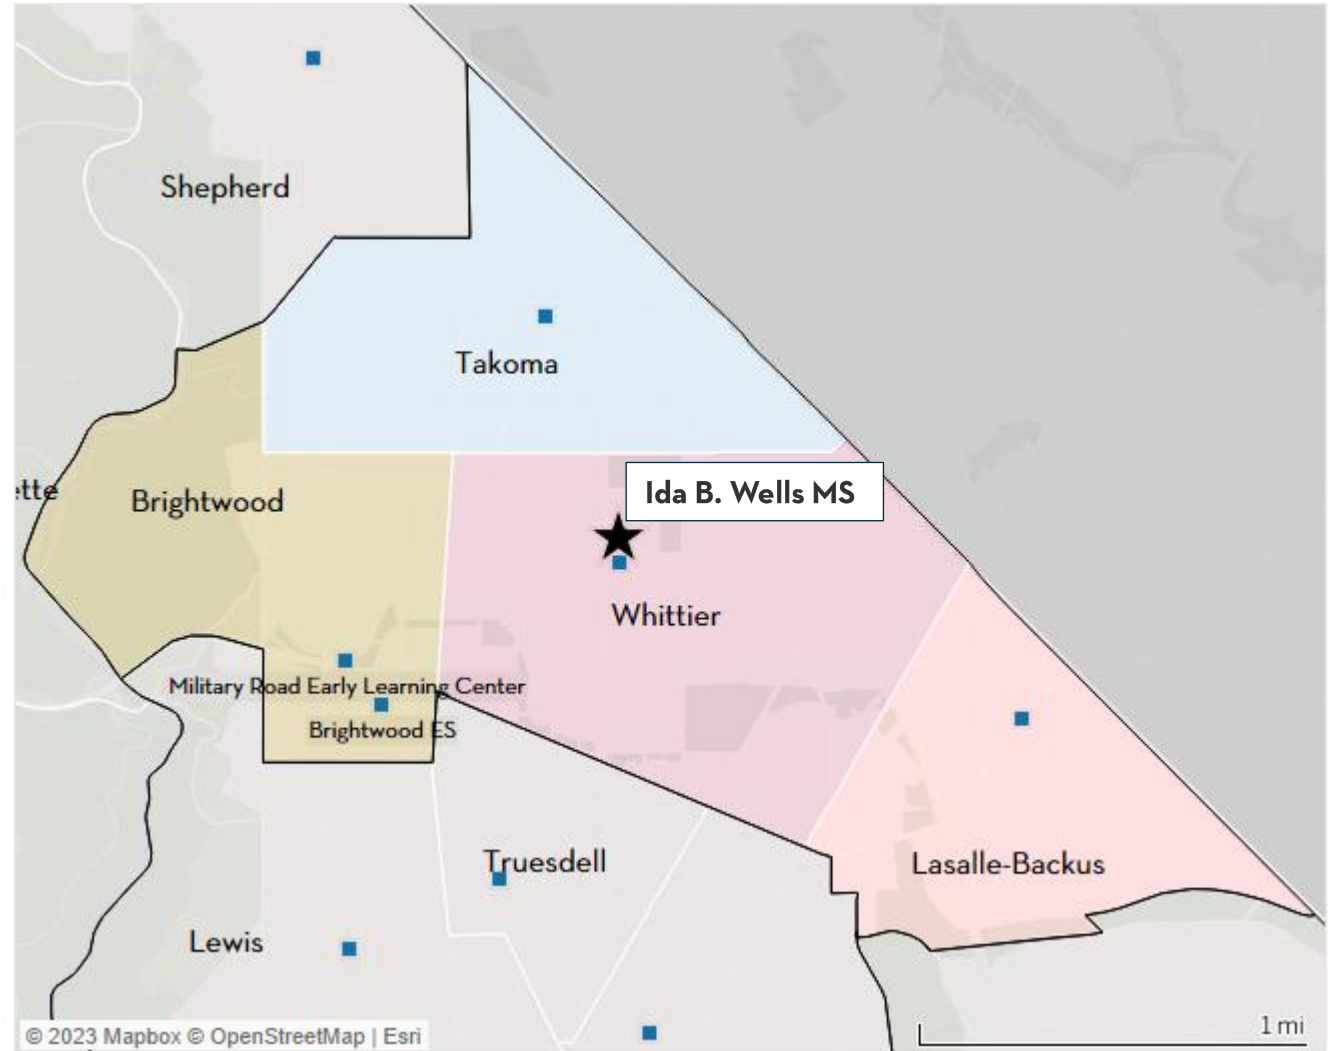 Shepherd
Takoma
Ida B. Wells MS
ette
Brightwood
Whittier
Military Road Early Learning Center
Brightwood ES
Truesdell
Lasalle-Backus
Lewis
1 mi
© 2023 Mapbox © OpenStreetMap | Esri